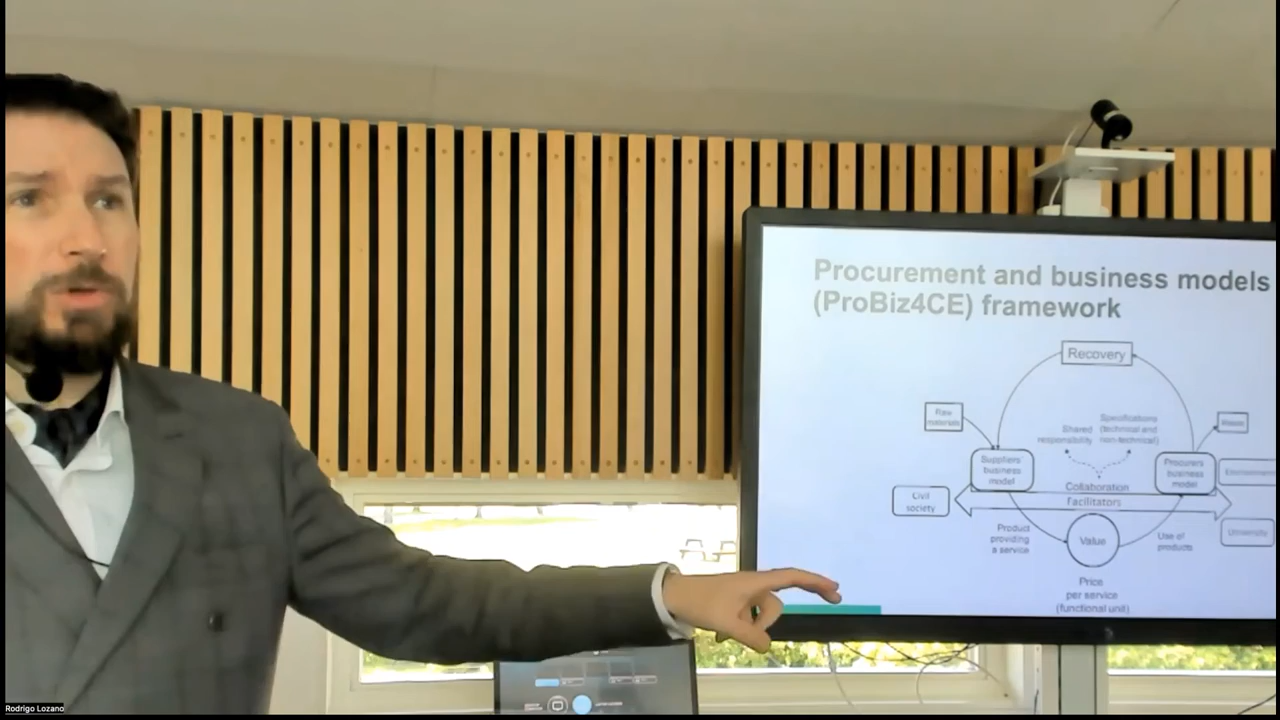 Procurement and business models
(ProBiz4CE) framework
Recovery
Raw
materials
Specifications
(technical and
non-technical)
Shared
responsibility
Waste
Suppliers'
business
model
Procurers
business
model
Collaboration
Facilitators
Civil
society
University
Product
providing
a service
Value
Use of
products
Price
per service
(functional unit)
Rodrigo Lozano